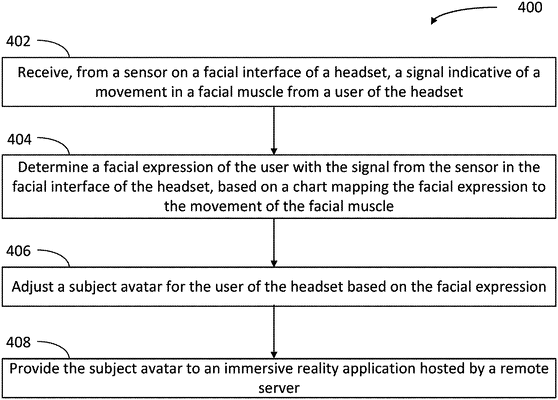 400
402
Receive, from a sensor on a facial interface of a headset, a signal indicative of a
movement in a facial muscle from a user of the headset
404
Determine a facial expression of the user with the signal from the sensor in the
facial interface of the headset, based on a chart mapping the facial expression to
the movement of the facial muscle
406
Adjust a subject avatar for the user of the headset based on the facial expression
408
Provide the subject avatar to an immersive reality application hosted by a remote
server